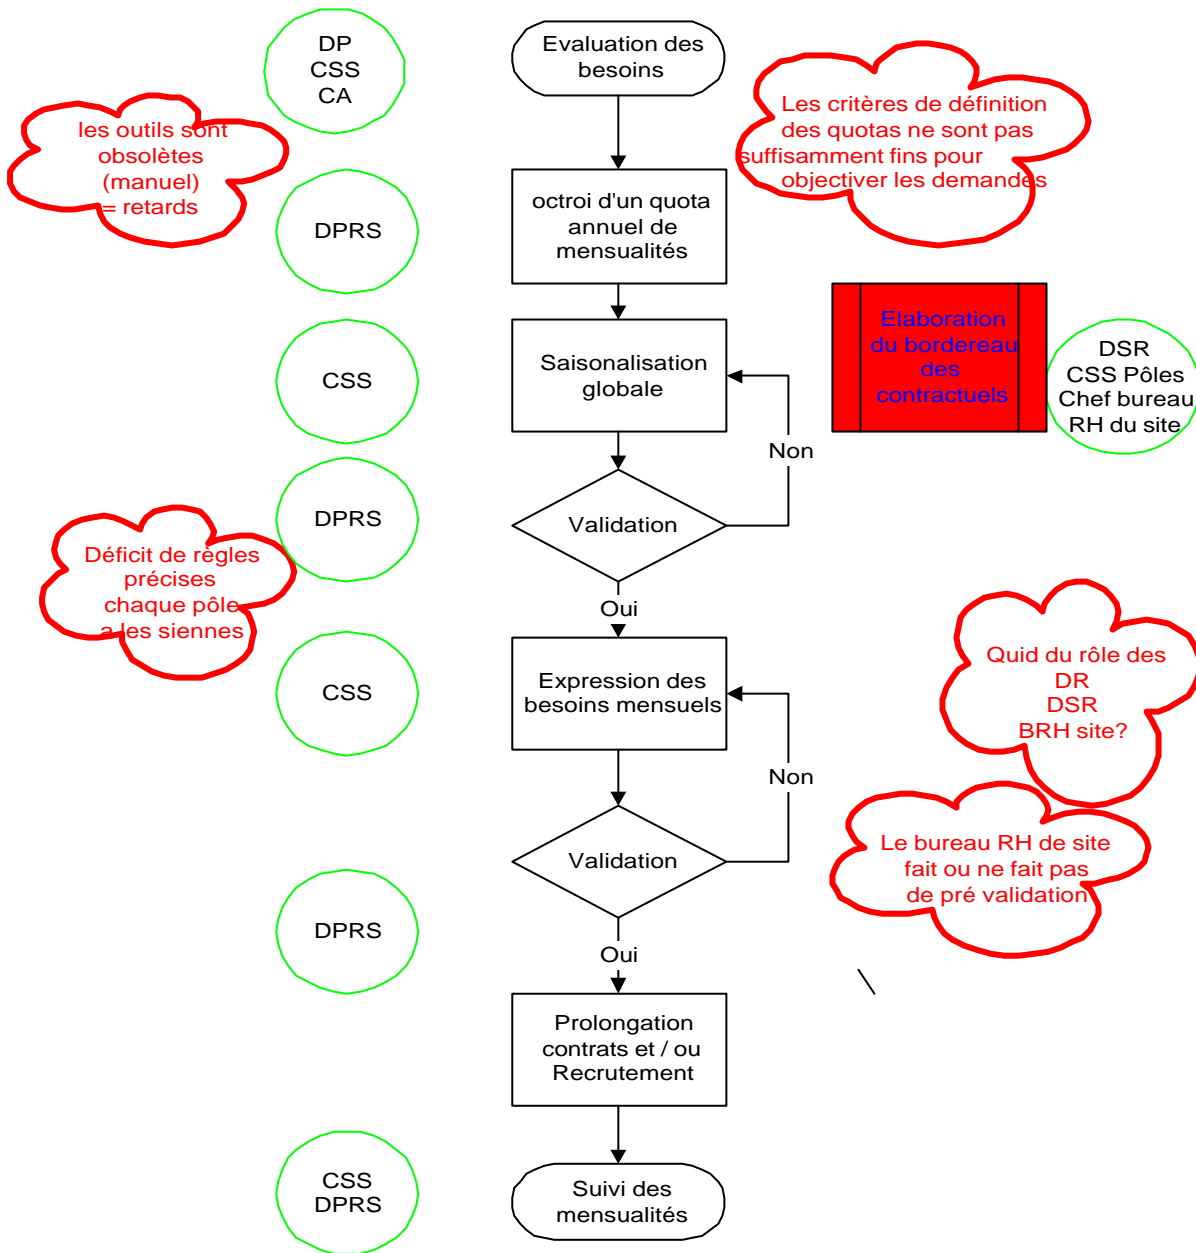 DP
CSS
CA
Evaluation des
besoins
les outils sont
obsolètes
(manuel)
= retards
Les critères de définition
des quotas ne sont pas
suffisamment fins pour
objectiver les demandes
DPRS
octroi d'un quota
annuel de
mensualités
CSS
Saisonalisation
globale
Elaboration
du bordereau
des
contractuels
DSR
CSS Pôles
Chef bureau
RH du site
Non
DPRS
Validation
Déficit de règles
précises
chaque pôle
a les siennes
Oui
CSS
Expression des
besoins mensuels
Quid du rôle des
DR
DSR
BRH site?
Non
Validation
Le bureau RH de site
fait ou ne fait pas
de pré validation
DPRS
Oui
Prolongation
contrats et / ou
Recrutement
CSS
DPRS
Suivi des
mensualités